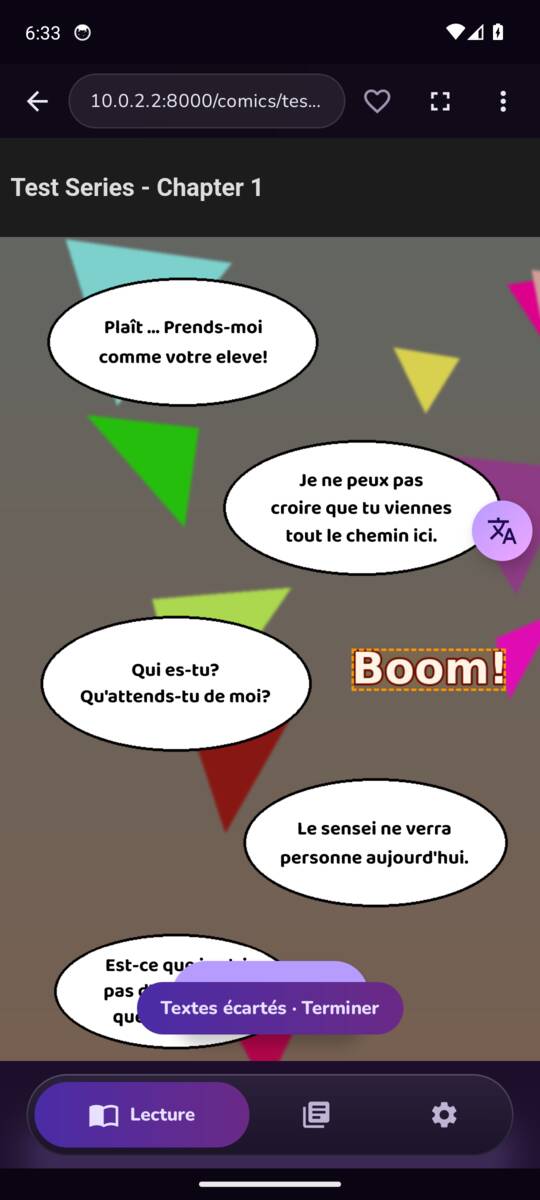 6:33
10.0.2.2:8000/comics/tes...
Test Series - Chapter 1
Plaît ... Prends-moi
comme votre eleve!
Je ne peux pas
croire que tu viennes
tout le chemin ici.
Qui es-tu?
Qu'attends-tu de moi?
Boom!
Le sensei ne verra
personne aujourd'hui.
Est-ce que
pas
Textes écartés · Terminer
Lecture